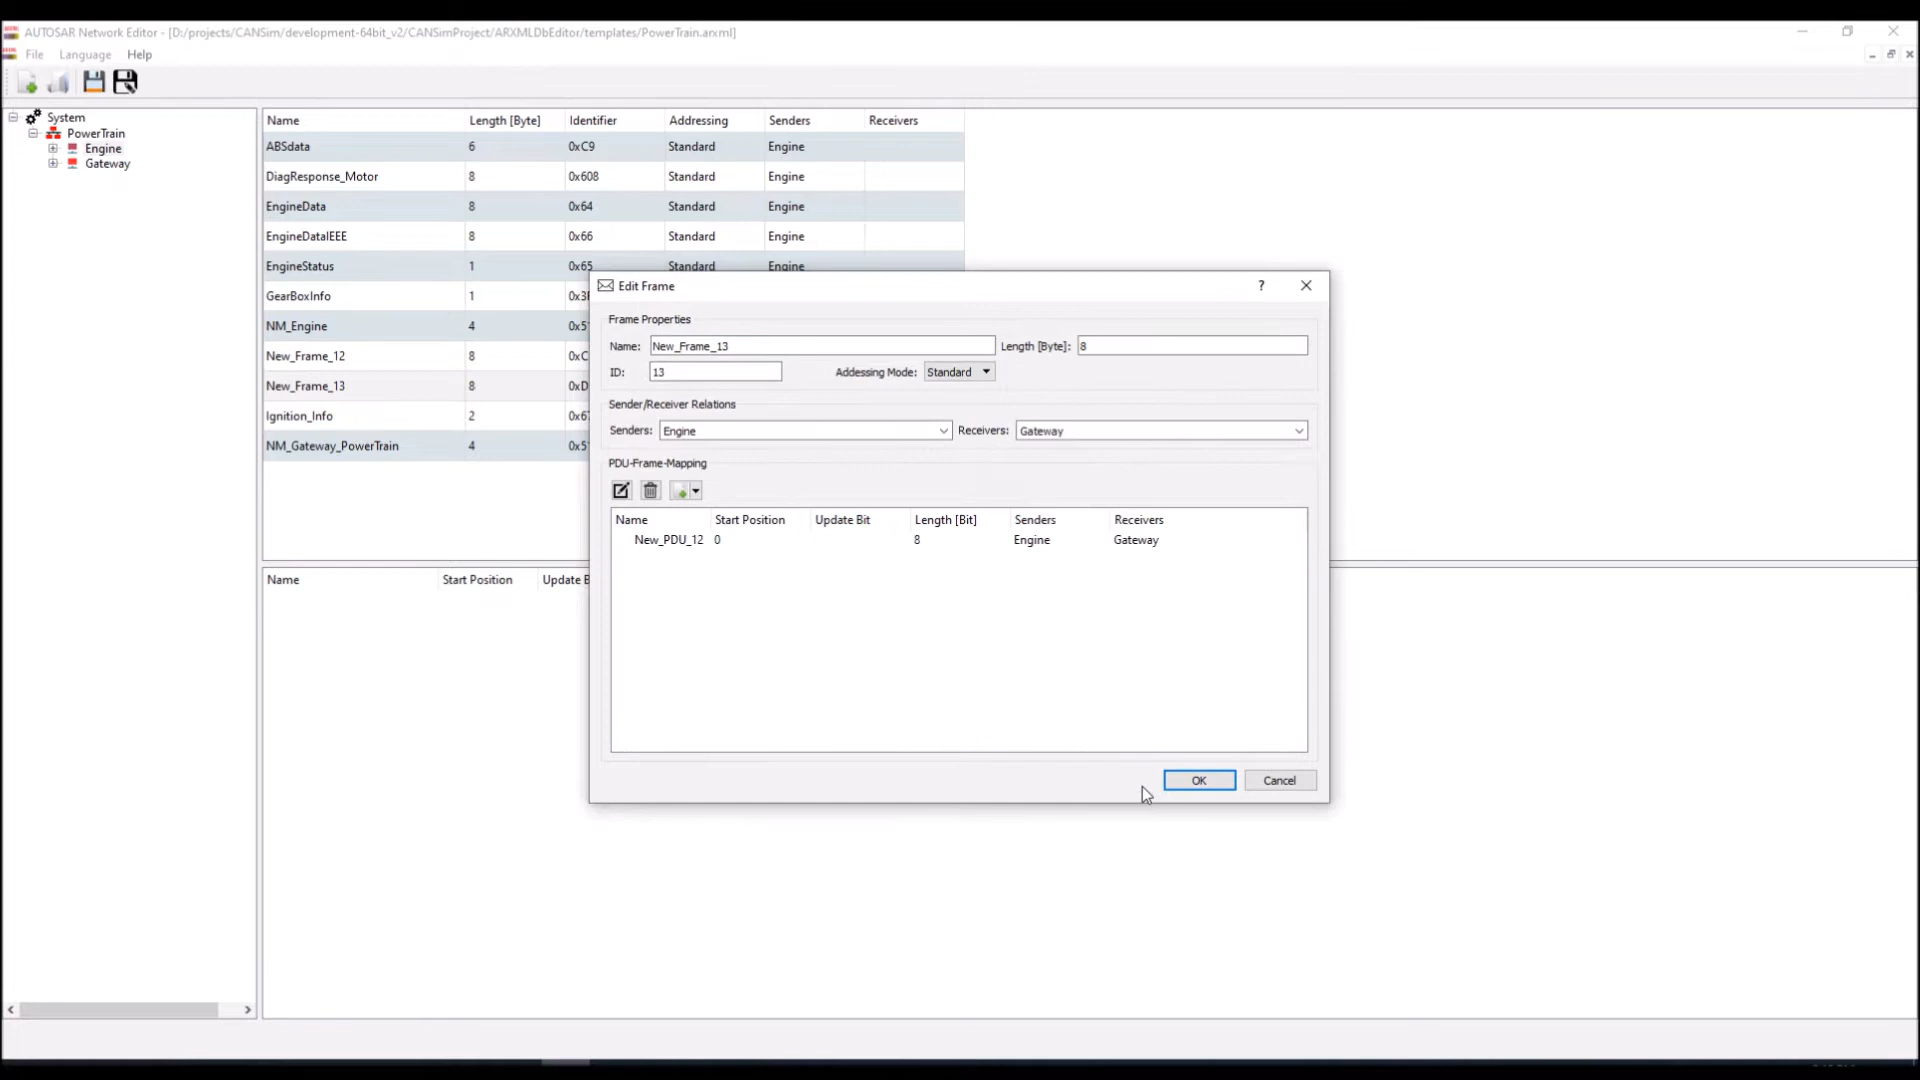 AUTOSAR Network Editor - [D:/projects/CANSim/development-64bit_v2/CANSimProject/ARXMLDbEditor/templates/PowerTrain.arxml]
File Language Help
System
PowerTrain
Engine
Gateway
Name Length [Byte] Identifier Addressing Senders Receivers
ABSdata 6 0xC9 Standard Engine
DiagResponse_Motor 8 0x608 Standard Engine
EngineData 8 0x64 Standard Engine
EngineDataIEEE 8 0x66 Standard Engine
EngineStatus 1 0x65 Standard Engine
GearBoxInfo 1
NM_Engine 4 0x5
New_Frame_12 8 0xC
New_Frame_13 8 0xD
Ignition_Info 2 0x6
NM_Gateway_PowerTrain 4 0x5
Name Start Position Update B
Edit Frame ?
Frame Properties
Name: New_Frame_13 Length [Byte]: 8
ID: 13 Addessing Mode: Standard
Sender/Receiver Relations
Senders: Engine Receivers: Gateway
PDU-Frame-Mapping
Name Start Position Update Bit Length [Bit] Senders Receivers
New_PDU_12 0 8 Engine Gateway
OK Cancel